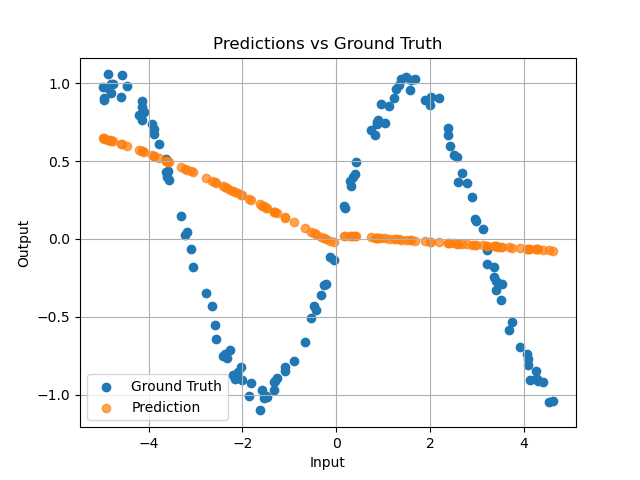 Predictions vs Ground Truth
1.0
0.5
0.0
−0.5
−1.0
Output
Ground Truth
Prediction
−4 −2 0 2 4
Input